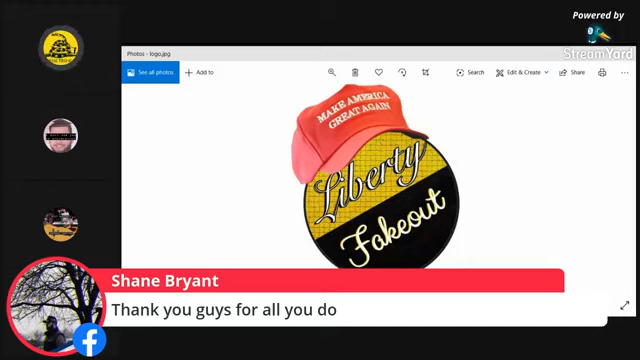 Powered by
StreamYard
Photos - logo.jpg
See all photos
Add to
Search
Edit & Create
Share
MAKE AMERICA
GREAT AGAIN
Liberty
Fakeout
Shane Bryant
Thank you guys for all you do